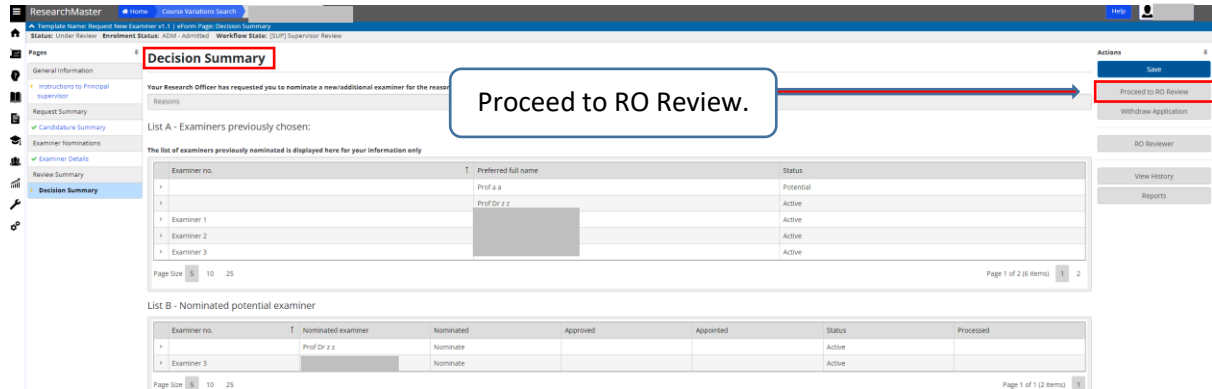 ResearchMaster Home Course Variations Search Help
Template Name: Request New Examiner v1.1 | eForm Page: Decision Summary
Status: Under Review Enrolment Status: ADM - Admitted Workflow State: [SUP] Supervisor Review
Pages
General Information
Instructions to Principal
supervisor
Request Summary
Candidature Summary
Examiner Nominations
Examiner Details
Review Summary
Decision Summary
Decision Summary
Your Research Officer has requested you to nominate a new/additional examiner for the reason
Reasons
Proceed to RO Review.
List A - Examiners previously chosen:
The list of examiners previously nominated is displayed here for your information only
Examiner no. ↑ Preferred full name Status
Prof a a Potential
Prof Dr z z Active
Examiner 1 Active
Examiner 2 Active
Examiner 3 Active
Page Size 5 10 25 Page 1 of 2 (6 items) 1 2
List B - Nominated potential examiner
Examiner no. ↑ Nominated examiner Nominated Approved Appointed Status Processed
Prof Dr z z Nominate Active
Examiner 3 Nominate Active
Page Size 5 10 25 Page 1 of 1 (2 items) 1
Actions
Save
Proceed to RO Review
Withdraw Application
RO Reviewer
View History
Reports